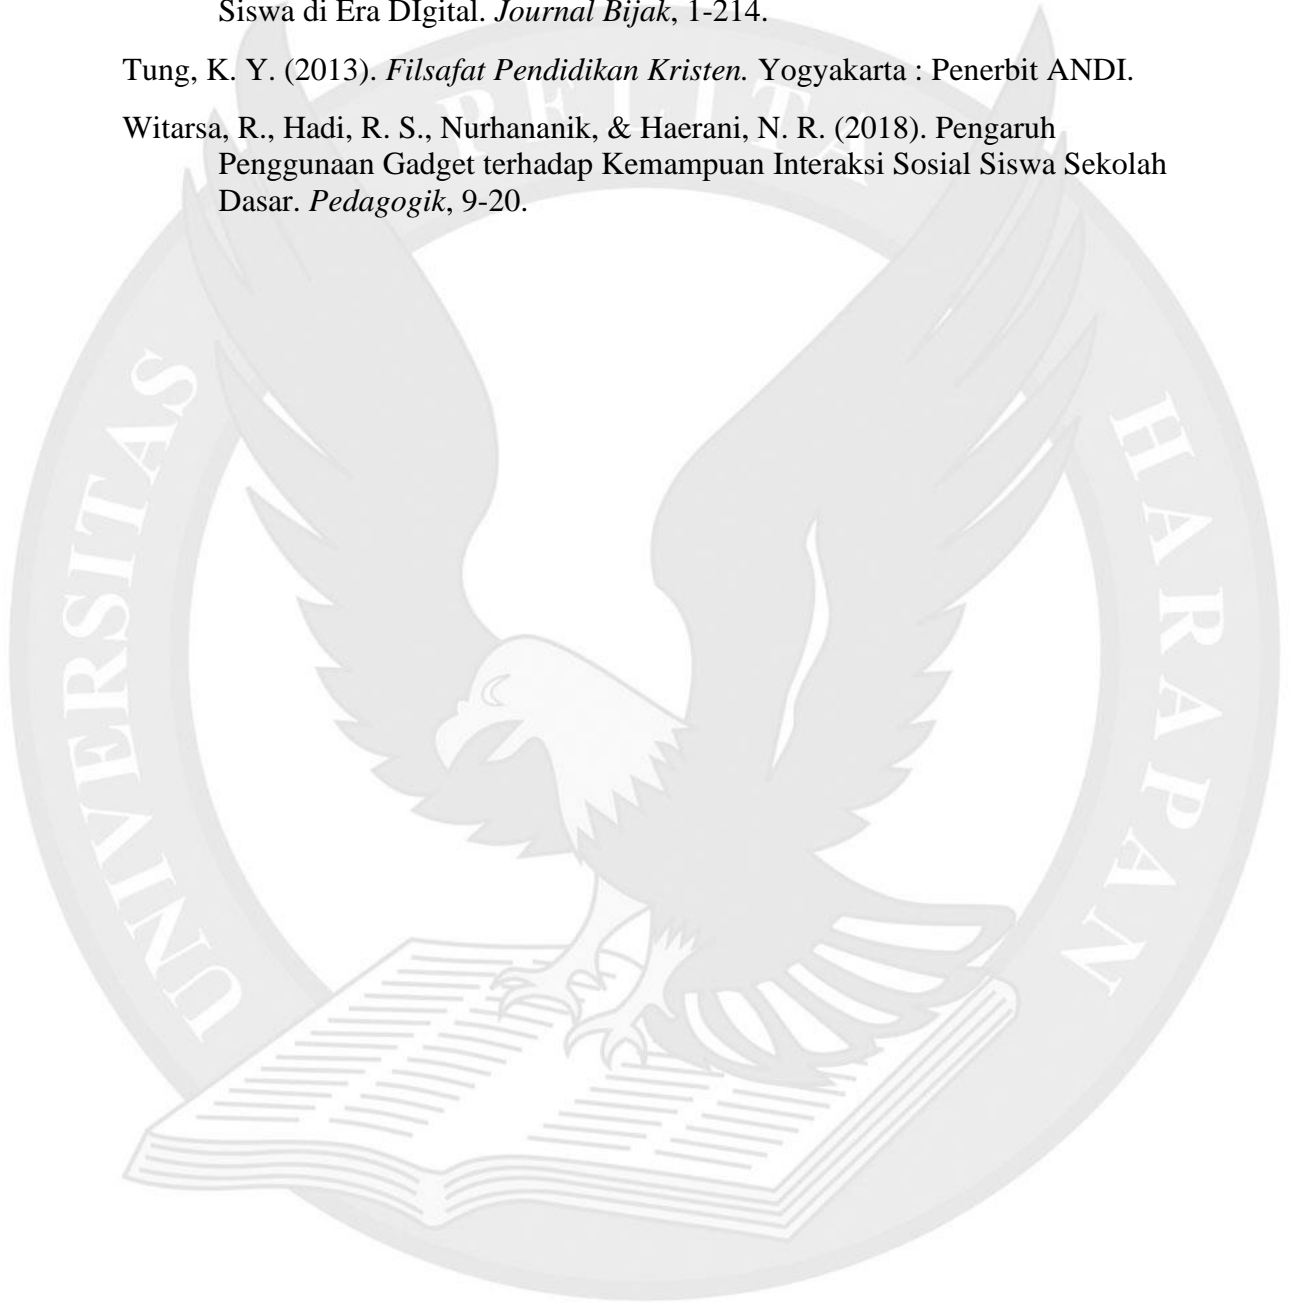 Siswa di Era DIgital. Journal Bijak, 1-214.
Tung, K. Y. (2013). Filsafat Pendidikan Kristen. Yogyakarta : Penerbit ANDI.
Witarsa, R., Hadi, R. S., Nurhananik, & Haerani, N. R. (2018). Pengaruh
Penggunaan Gadget terhadap Kemampuan Interaksi Sosial Siswa Sekolah
Dasar. Pedagogik, 9-20.
UNIVERSITAS
PELITA
HARAPAN